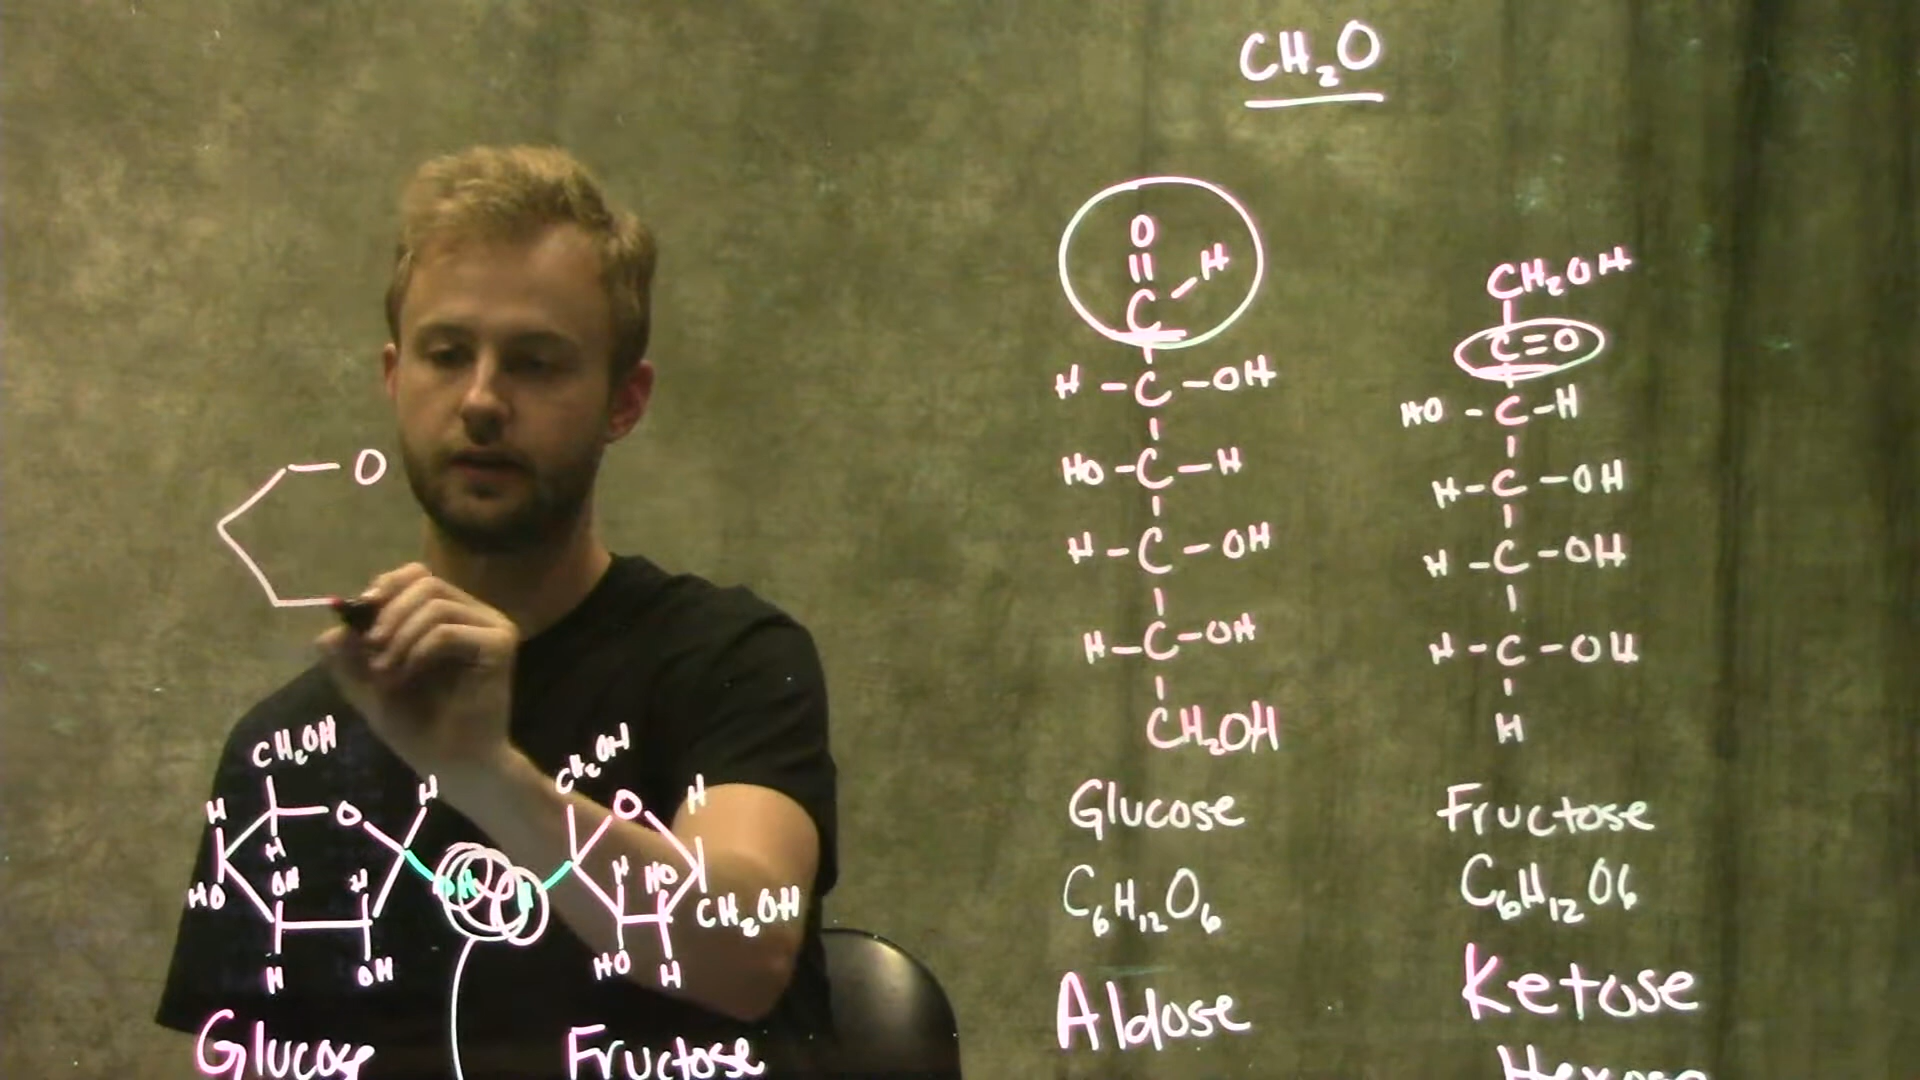 CH₂O
O
||
C - H
H - C - OH
HO - C - H
H - C - OH
H - C - OH
CH₂OH
Glucose
C₆H₁₂O₆
Aldose
CH₂OH
C=O
HO - C - H
H - C - OH
H - C - OH
H - C - OH
H
Fructose
C₆H₁₂O₆
Ketose
Hexose
O
CH₂OH
H O H
H
HO OH H OH
H OH
Glucose
CH₂OH
O H
H HO
H CH₂OH
HO H
Fructose